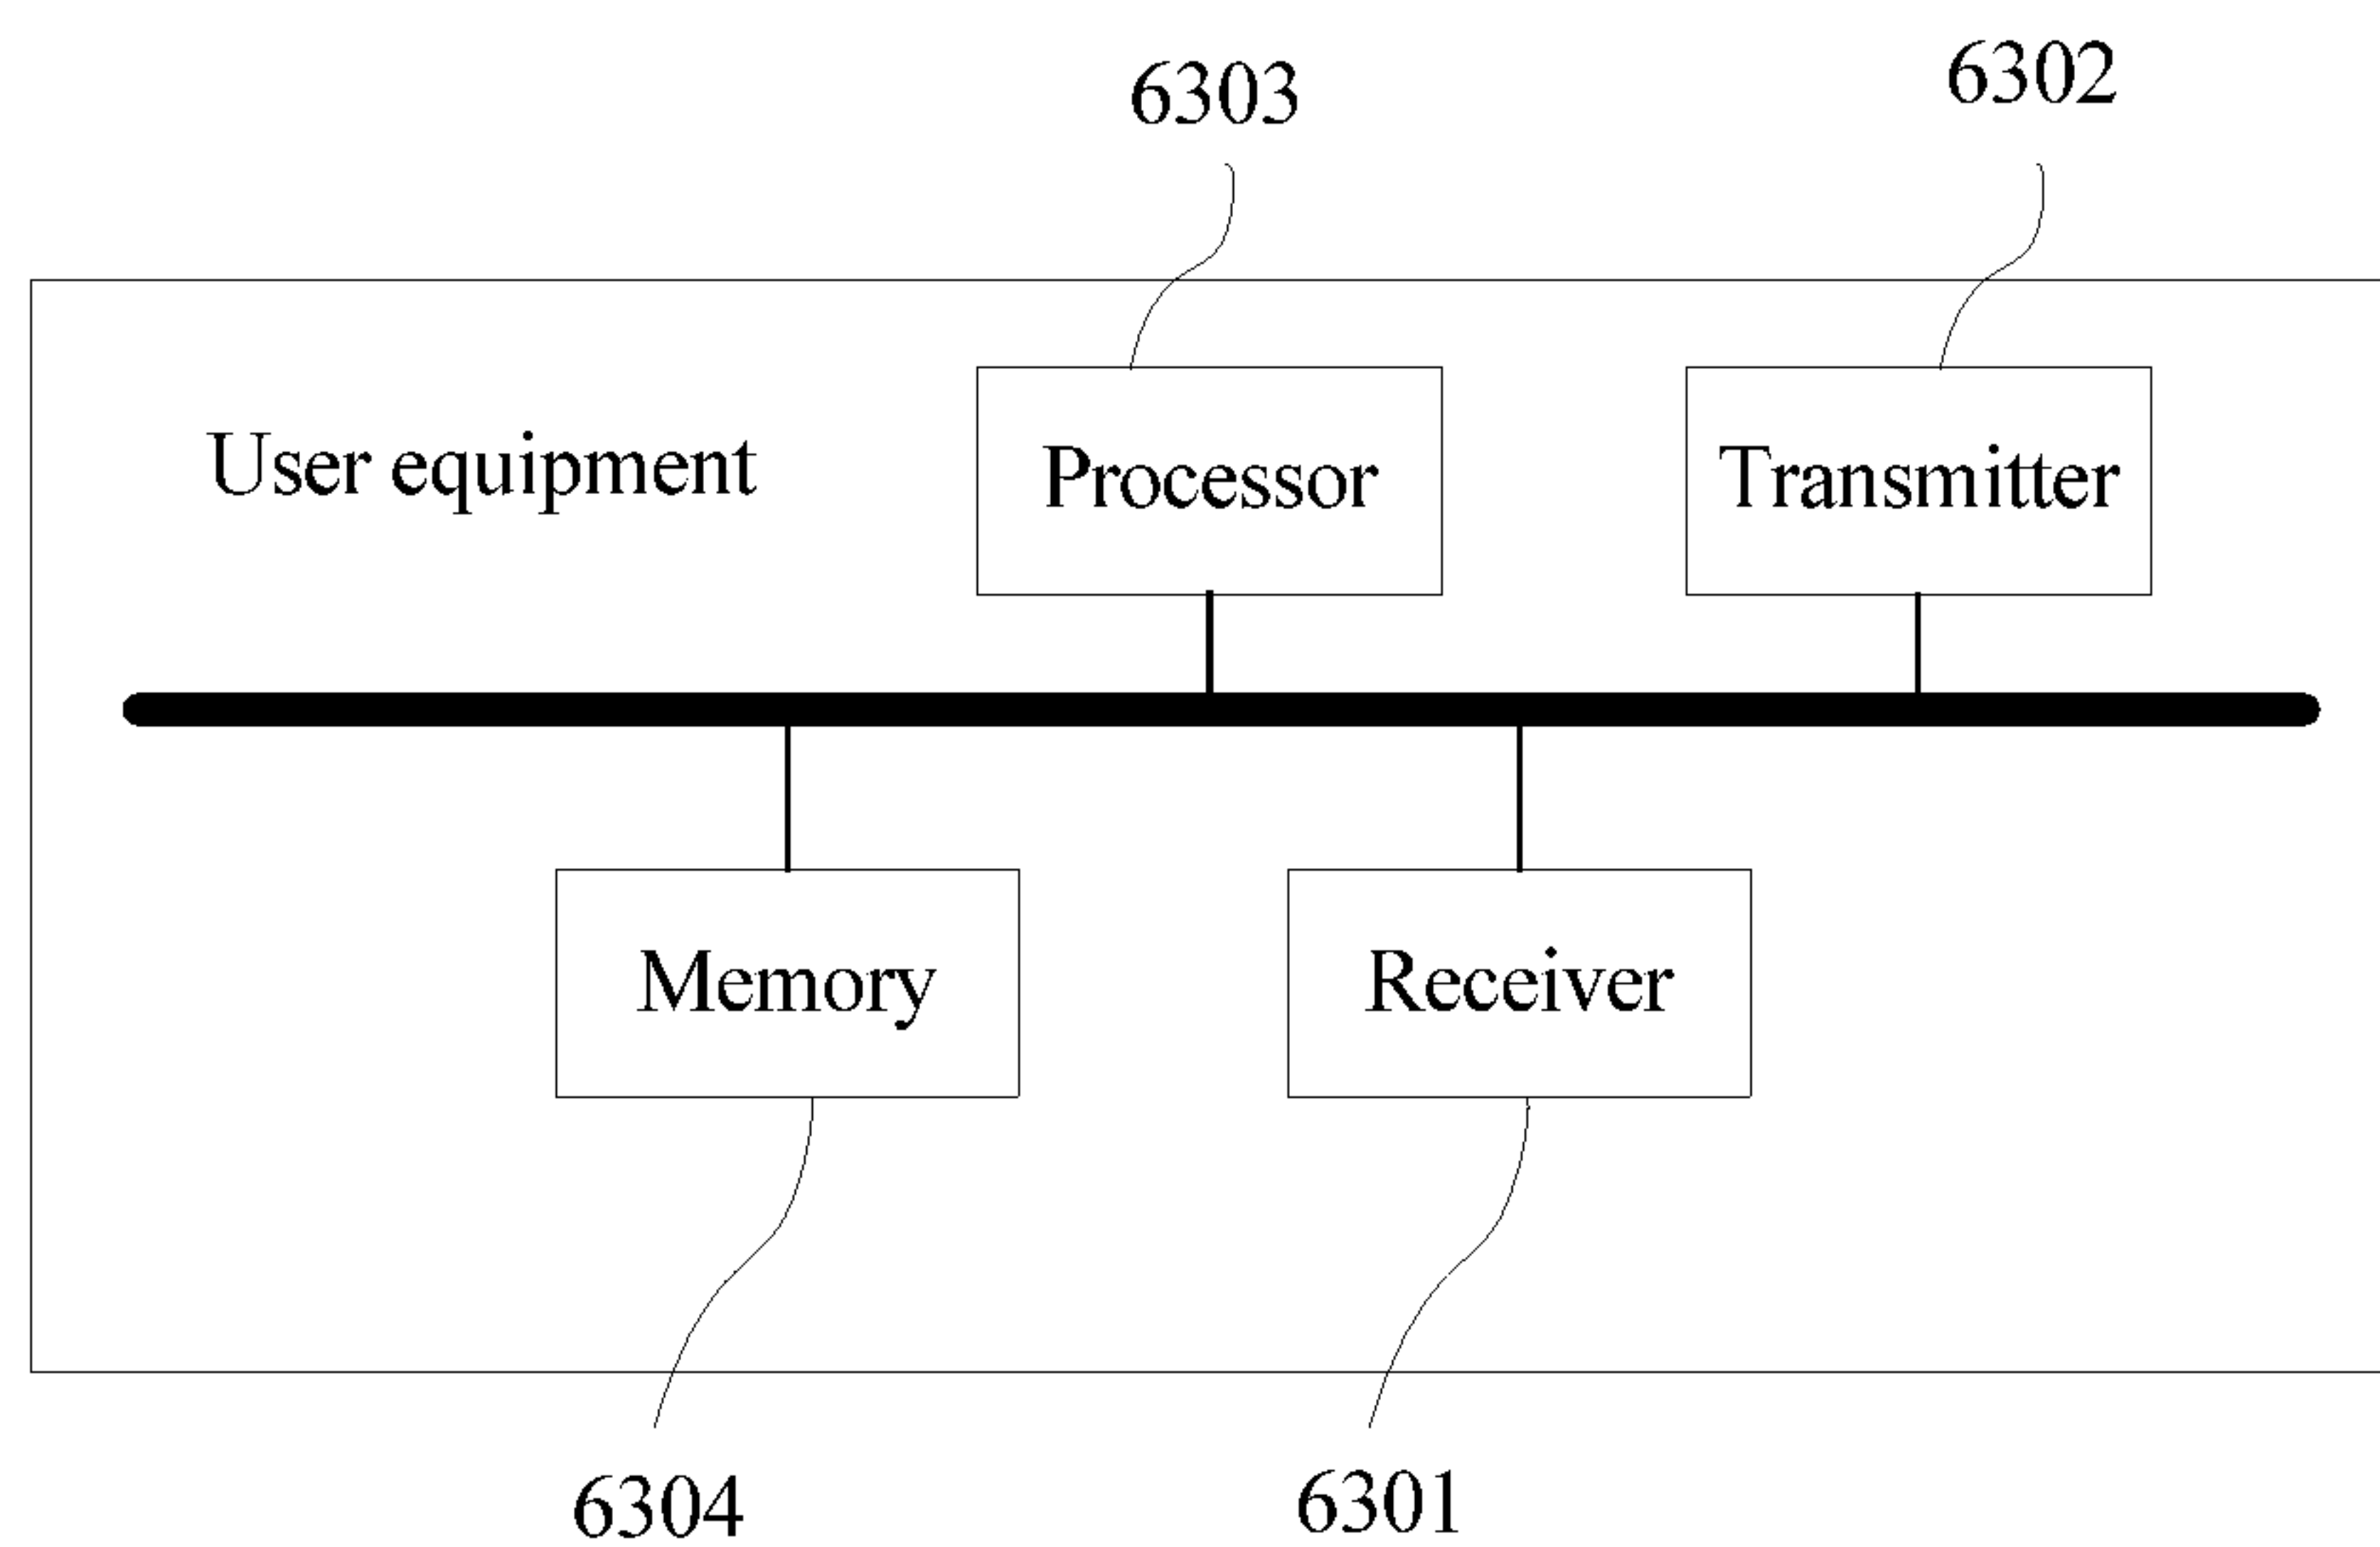 6303
6302
User equipment
Processor
Transmitter
Memory
Receiver
6304
6301